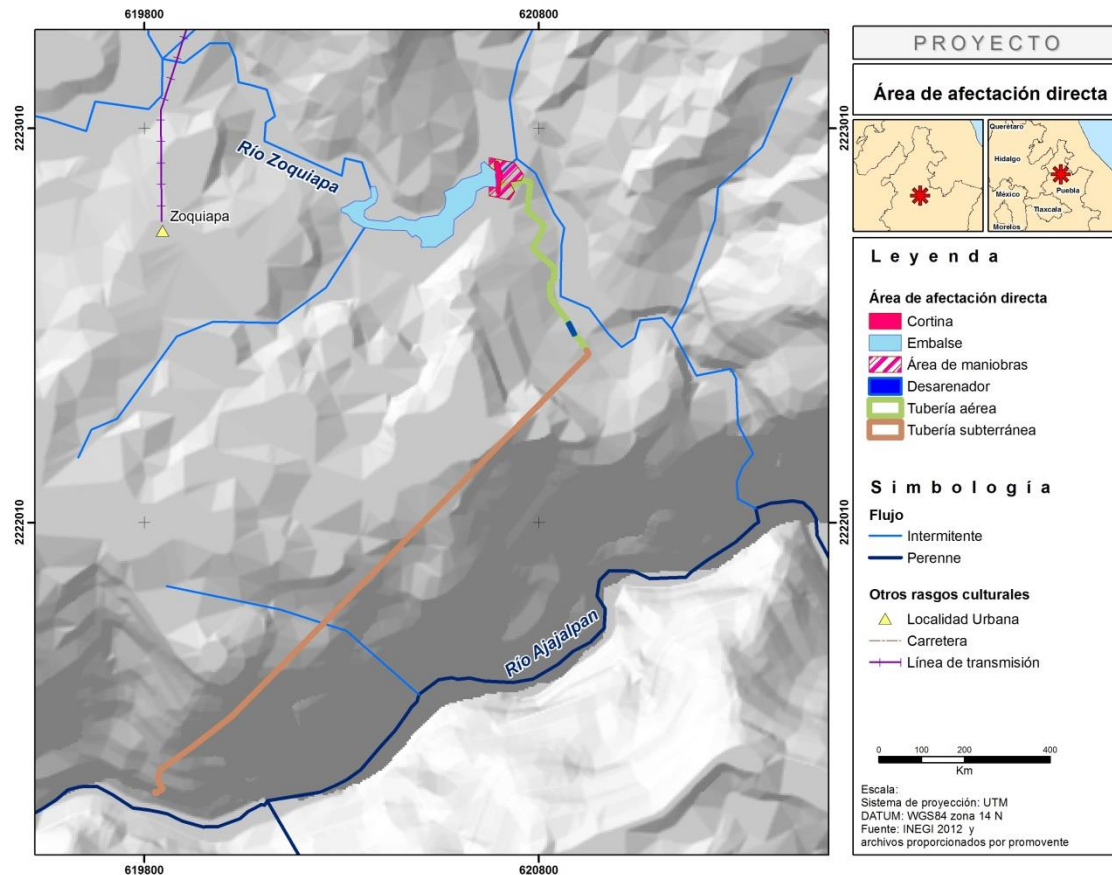 619800
620800
2223010
2223010
Río Zoquiapa
Zoquiapa
2222010
2222010
Río Ajajalpan
619800
620800
PROYECTO
Área de afectación directa
Querétaro
Hidalgo
México
Puebla
Tlaxcala
Morelos
Leyenda
Área de afectación directa
Cortina
Embalse
Área de maniobras
Desarenador
Tubería aérea
Tubería subterránea
Simbología
Flujo
Intermitente
Perenne
Otros rasgos culturales
Localidad Urbana
Carretera
Línea de transmisión
0 100 200 400
Km
Escala:
Sistema de proyección: UTM
DATUM: WGS84 zona 14 N
Fuente: INEGI 2012 y
archivos proporcionados por promovente